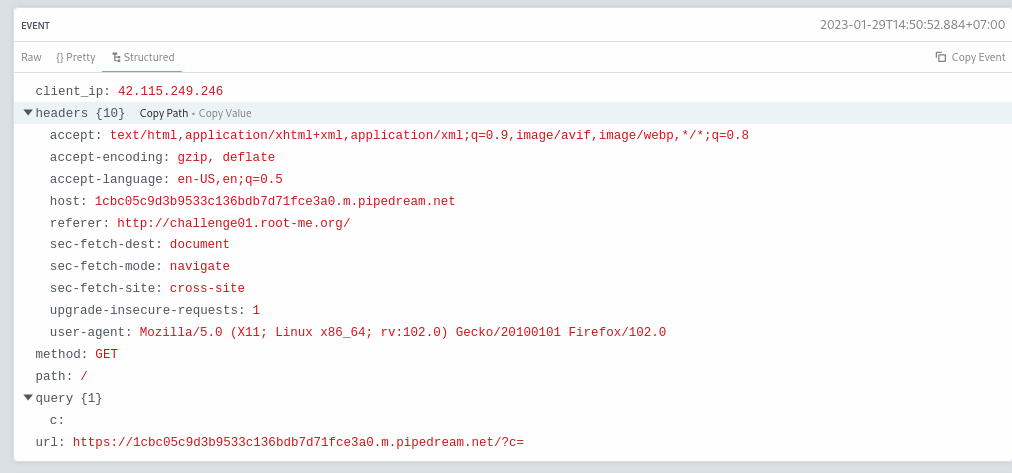 EVENT 2023-01-29T14:50:52.884+07:00
Raw {} Pretty Structured Copy Event
client_ip: 42.115.249.246
headers {10} Copy Path • Copy Value
accept: text/html,application/xhtml+xml,application/xml;q=0.9,image/avif,image/webp,*/*;q=0.8
accept-encoding: gzip, deflate
accept-language: en-US,en;q=0.5
host: 1cbc05c9d3b9533c136bdb7d71fce3a0.m.pipedream.net
referer: http://challenge01.root-me.org/
sec-fetch-dest: document
sec-fetch-mode: navigate
sec-fetch-site: cross-site
upgrade-insecure-requests: 1
user-agent: Mozilla/5.0 (X11; Linux x86_64; rv:102.0) Gecko/20100101 Firefox/102.0
method: GET
path: /
query {1}
c:
url: https://1cbc05c9d3b9533c136bdb7d71fce3a0.m.pipedream.net/?c=